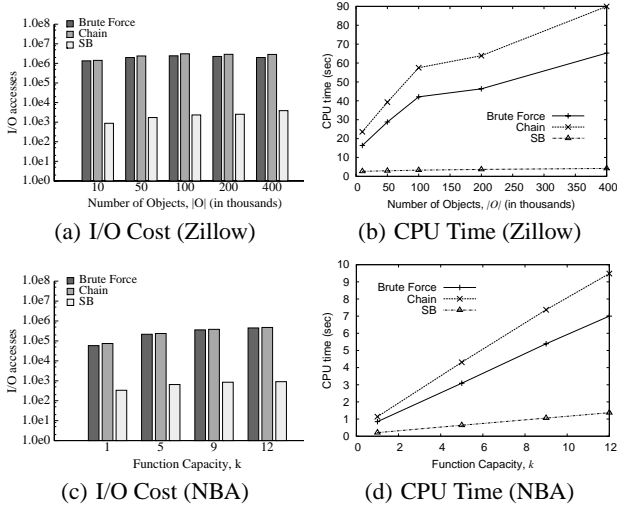 1.0e8
1.0e7
1.0e6
1.0e5
1.0e4
1.0e3
1.0e2
1.0e1
1.0e0
I/O accesses
Brute Force
Chain
SB
10 50 100 200 400
Number of Objects, |O| (in thousands)
(a) I/O Cost (Zillow)
90
80
70
60
50
40
30
20
10
0
CPU time (sec)
Brute Force
Chain
SB
0 50 100 150 200 250 300 350 400
Number of Objects, |O| (in thousands)
(b) CPU Time (Zillow)
1.0e8
1.0e7
1.0e6
1.0e5
1.0e4
1.0e3
1.0e2
1.0e1
1.0e0
I/O accesses
Brute Force
Chain
SB
1 5 9 12
Function Capacity, k
(c) I/O Cost (NBA)
10
9
8
7
6
5
4
3
2
1
0
CPU time (sec)
Brute Force
Chain
SB
0 2 4 6 8 10 12
Function Capacity, k
(d) CPU Time (NBA)